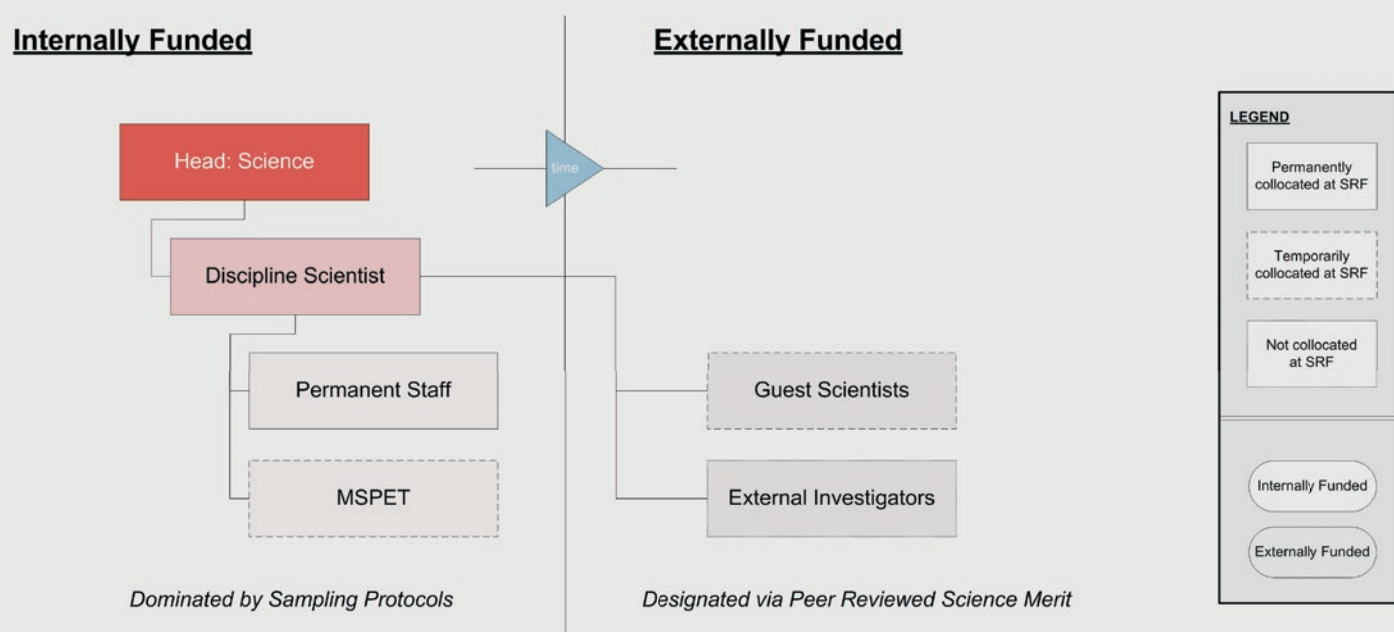 Internally Funded
Externally Funded
Head: Science
time
Discipline Scientist
Permanent Staff
MSPET
Guest Scientists
External Investigators
Dominated by Sampling Protocols
Designated via Peer Reviewed Science Merit
LEGEND
Permanently
collocated at SRF
Temporarily
collocated at SRF
Not collocated
at SRF
Internally Funded
Externally Funded